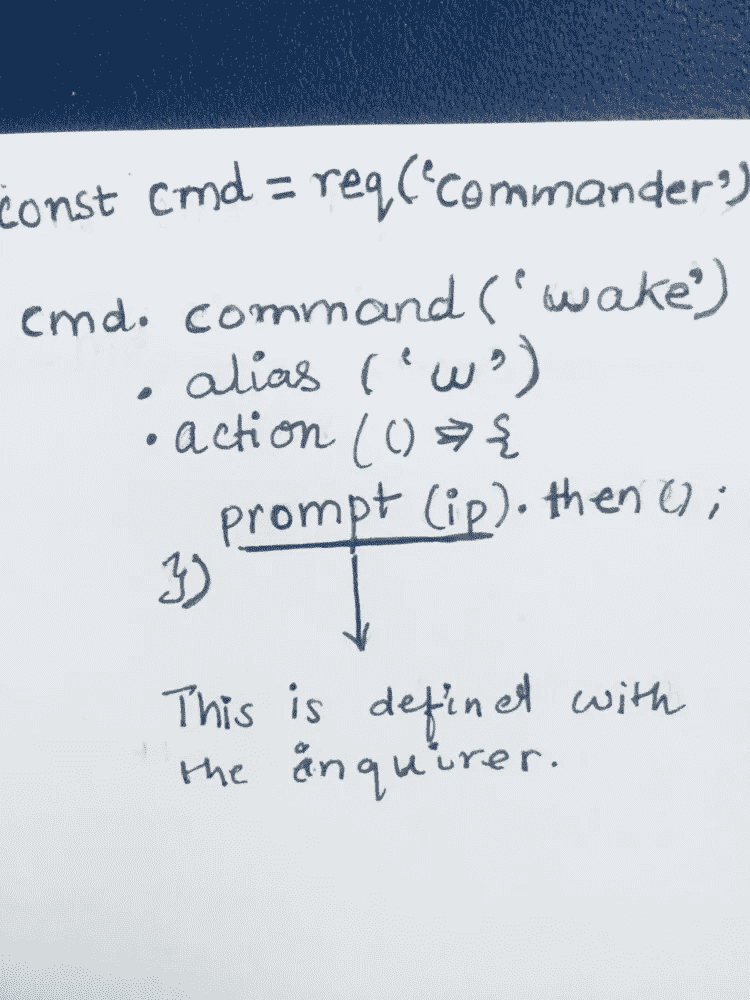 const cmd = req('commander')
cmd. command ('wake')
. alias ('w')
. action (() => {
prompt (ip). then ();
})
This is defined with
the inquirer.